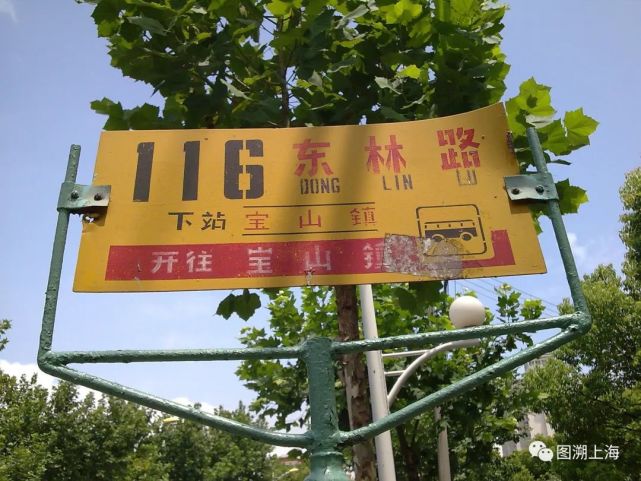 116 东林路
DONG LIN LU
下站 宝山镇
开往 宝山镇
图溯上海